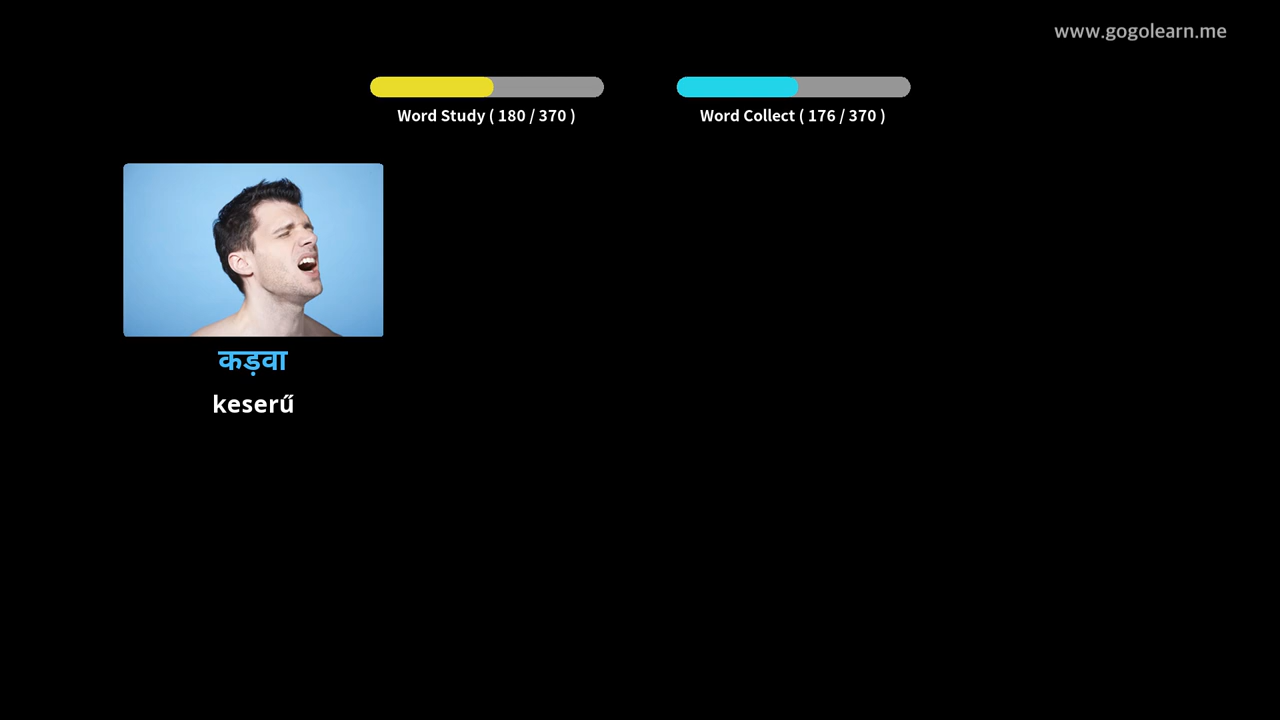 www.gogolearn.me
Word Study ( 180 / 370 )
Word Collect ( 176 / 370 )
कड़वा
keserű